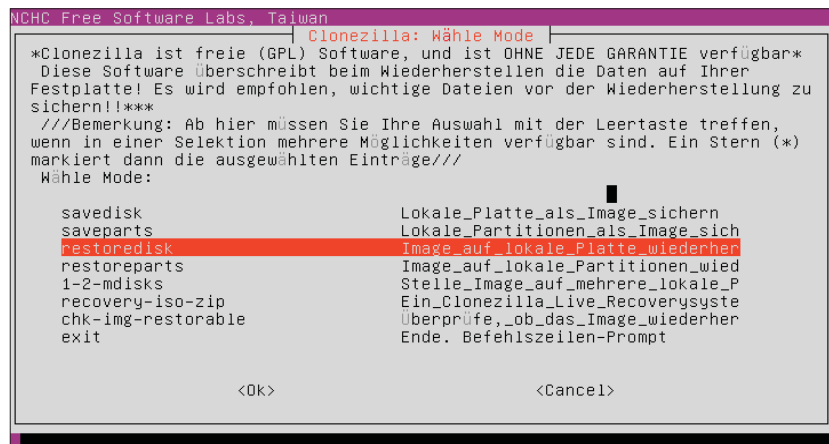 NCHC Free Software Labs, Taiwan
Clonezilla: Wähle Mode
*Clonezilla ist freie (GPL) Software, und ist OHNE JEDE GARANTIE verfügbar*
Diese Software überschreibt beim Wiederherstellen die Daten auf Ihrer
Festplatte! Es wird empfohlen, wichtige Dateien vor der Wiederherstellung zu
sichern!!***
///Bemerkung: Ab hier müssen Sie Ihre Auswahl mit der Leertaste treffen,
wenn in einer Selektion mehrere Möglichkeiten verfügbar sind. Ein Stern (*)
markiert dann die ausgewählten Einträge///
Wähle Mode:
savedisk Lokale_Platte_als_Image_sichern
saveparts Lokale_Partitionen_als_Image_sich
restoredisk Image_auf_lokale_Platte_wiederher
restoreparts Image_auf_lokale_Partitionen_wied
1-2-mdisks Stelle_Image_auf_mehrere_lokale_P
recovery-iso-zip Ein_Clonezilla_Live_Recoverysyste
chk-img-restorable Überprüfe,_ob_das_Image_wiederher
exit Ende. Befehlszeilen-Prompt
<Ok> <Cancel>